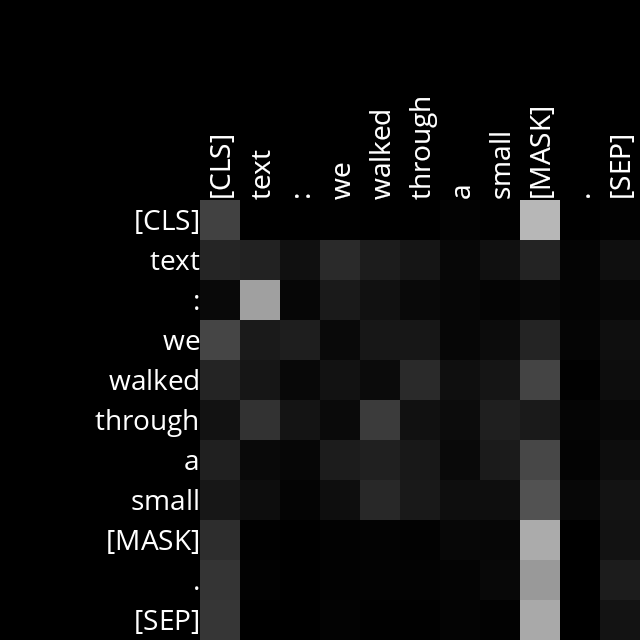 [CLS] text : we walked through a small [MASK] . [SEP]
[CLS]
text
:
we
walked
through
a
small
[MASK]
.
[SEP]